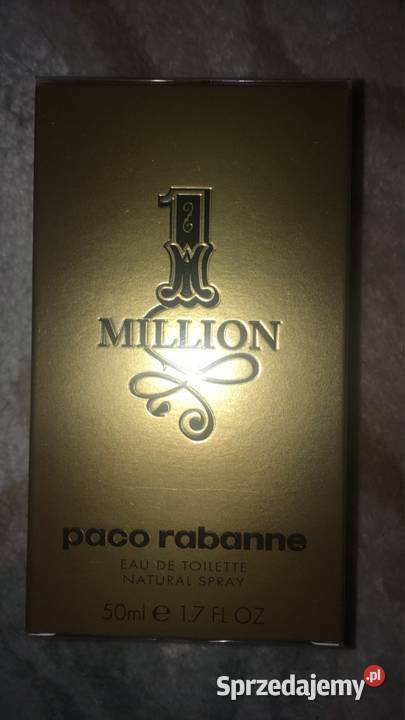 1
M
MILLION
paco rabanne
EAU DE TOILETTE
NATURAL SPRAY
50ml e 1.7 FL OZ
Sprzedajemy.pl